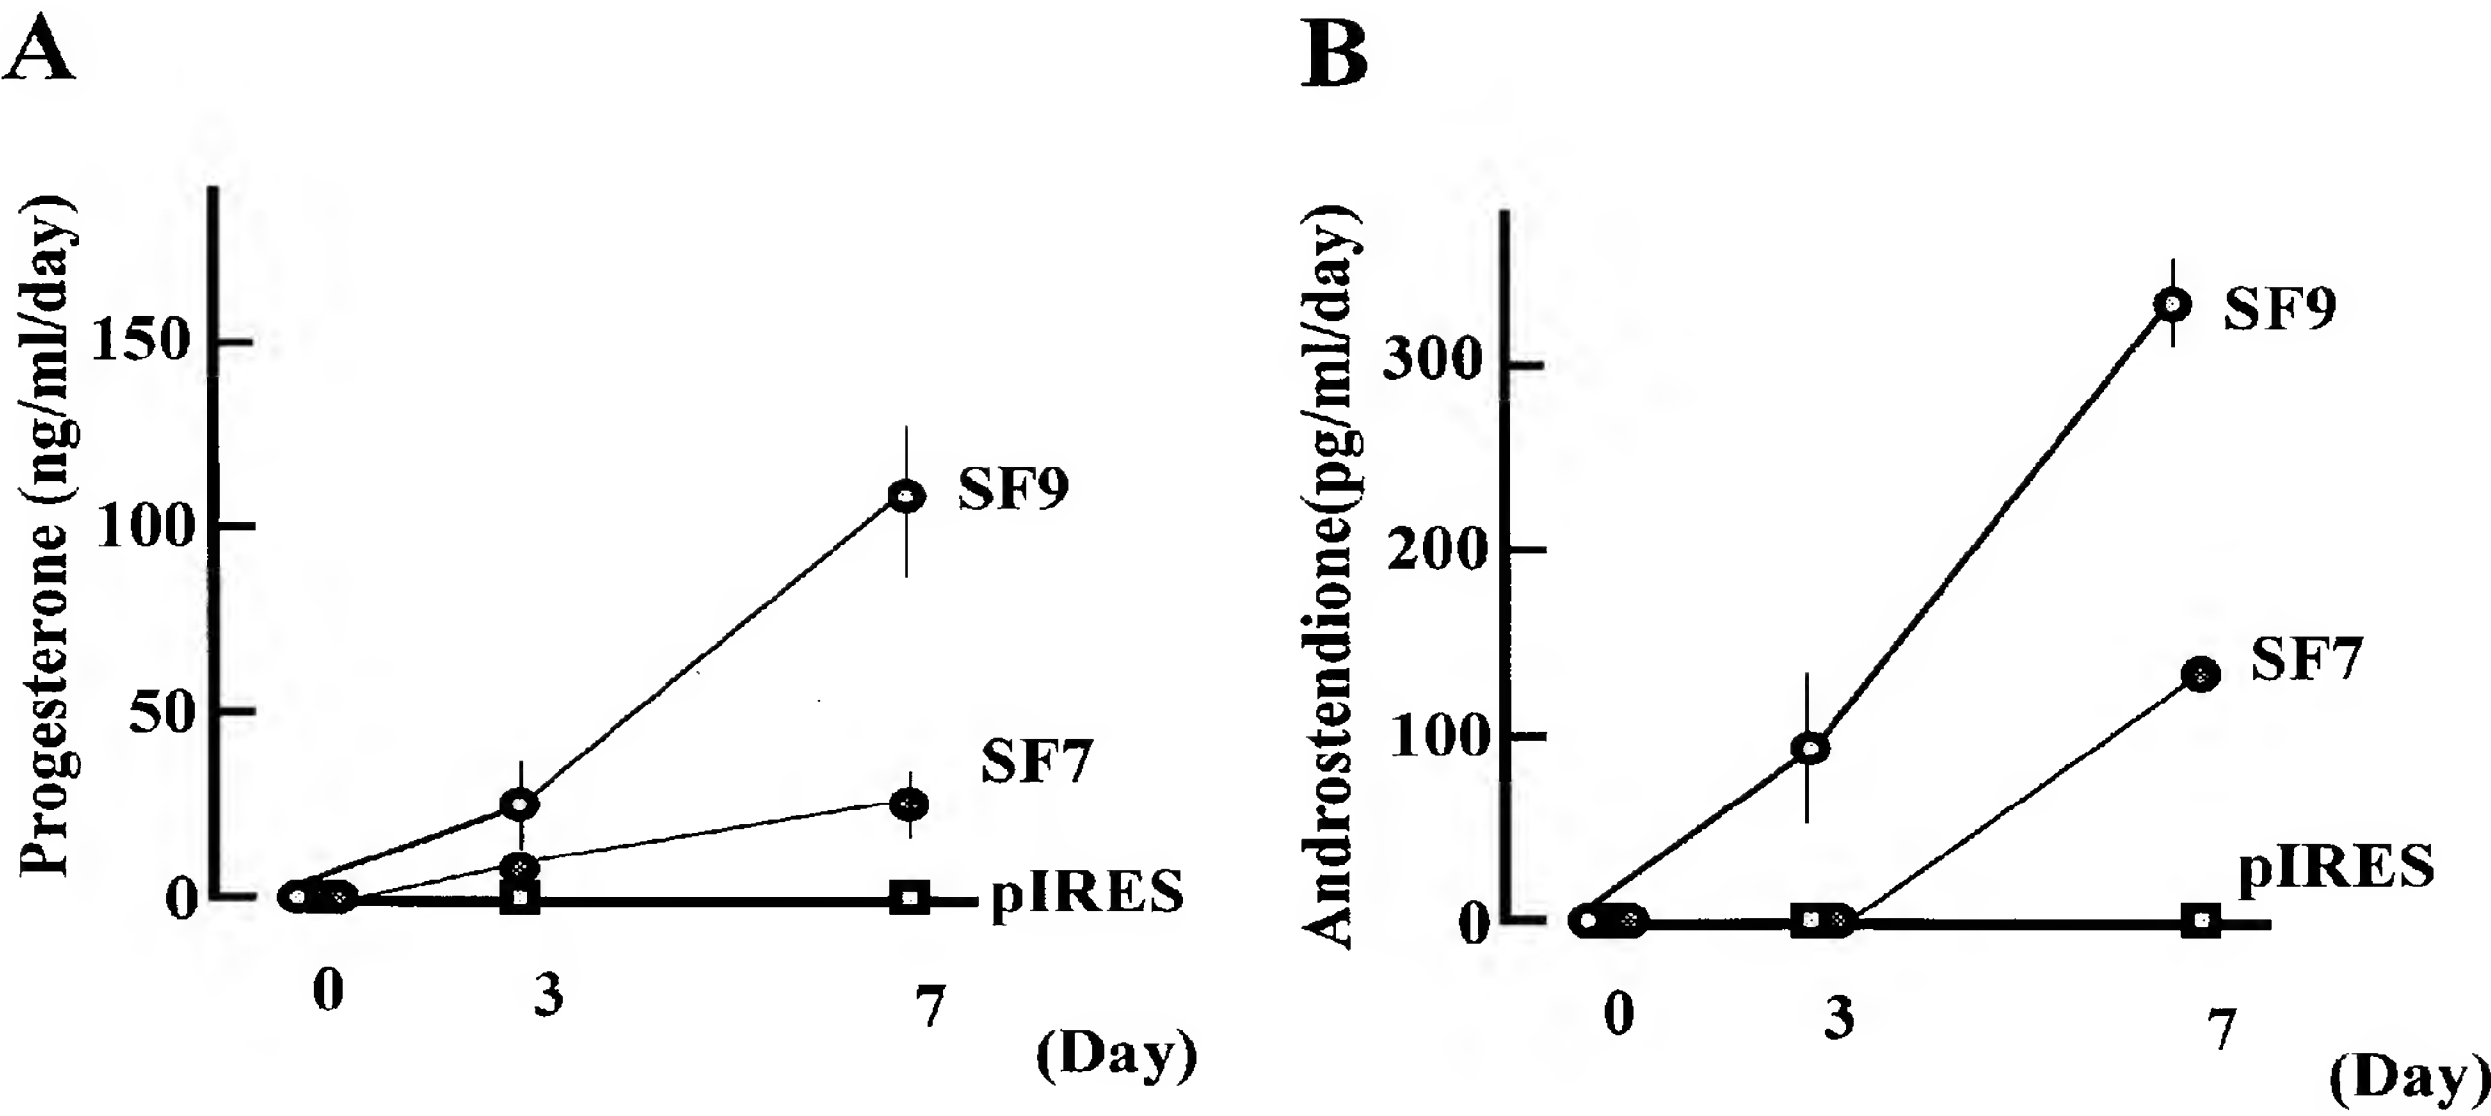 A
Progesterone (ng/ml/day)
150
100
50
0
SF9
SF7
pIRES
0
3
7
(Day)
B
Androstendione(pg/ml/day)
300
200
100
0
SF9
SF7
pIRES
0
3
7
(Day)